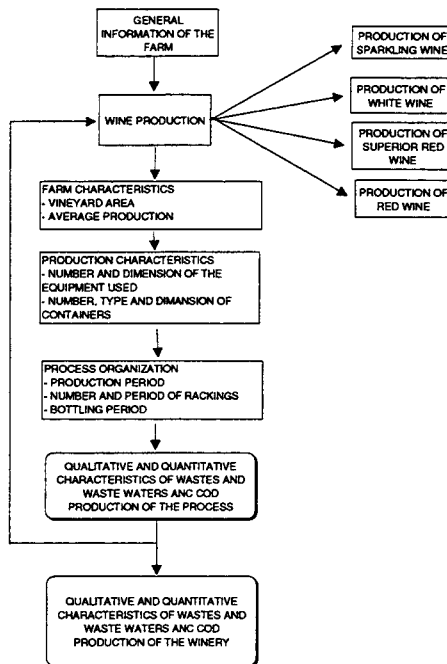 GENERAL
INFORMATION OF THE
FARM
WINE PRODUCTION
PRODUCTION OF
SPARKLING WINE
PRODUCTION OF
WHITE WINE
PRODUCTION OF
SUPERIOR RED
WINE
PRODUCTION OF
RED WINE
FARM CHARACTERISTICS
- VINEYARD AREA
- AVERAGE PRODUCTION
PRODUCTION CHARACTERISTICS
- NUMBER AND DIMENSION OF THE
EQUIPMENT USED
- NUMBER, TYPE AND DIMANSION OF
CONTAINERS
PROCESS ORGANIZATION
- PRODUCTION PERIOD
- NUMBER AND PERIOD OF RACKINGS
- BOTTLING PERIOD
QUALITATIVE AND QUANTITATIVE
CHARACTERISTICS OF WASTES AND
WASTE WATERS ANC COD
PRODUCTION OF THE PROCESS
QUALITATIVE AND QUANTITATIVE
CHARACTERISTICS OF WASTES AND
WASTE WATERS ANC COD
PRODUCTION OF THE WINERY